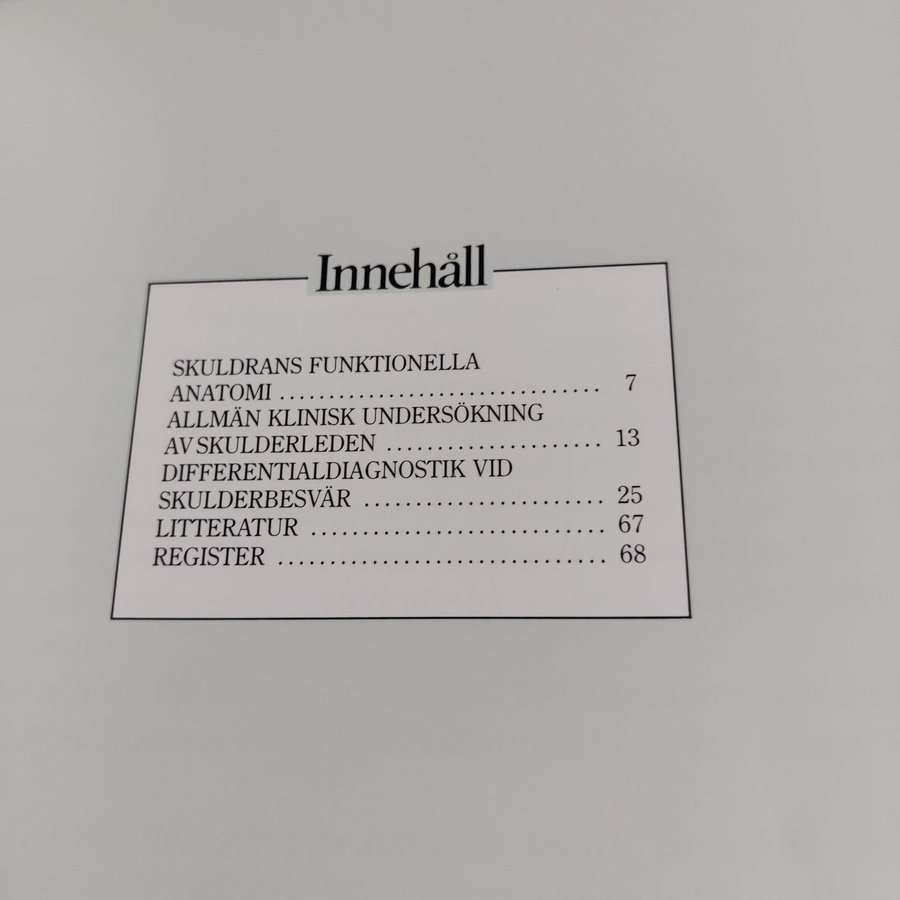 Innehåll
SKULDRANS FUNKTIONELLA
ANATOMI ................................ 7
ALLMÄN KLINISK UNDERSÖKNING
AV SKULDERLEDEN ..................... 13
DIFFERENTIALDIAGNOSTIK VID
SKULDERBESVÄR ........................ 25
LITTERATUR ............................. 67
REGISTER ................................ 68